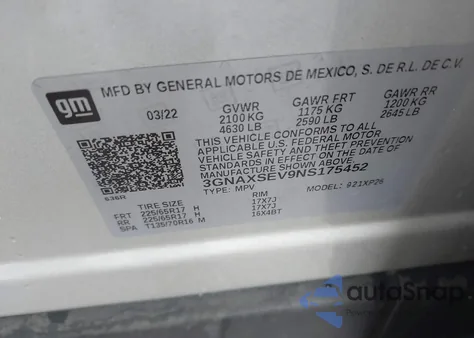 gm
MFD BY GENERAL MOTORS DE MEXICO, S. DE R.L. DE C.V.
03/22 GVWR GAWR FRT GAWR RR
2100 KG 1175 KG 1200 KG
4630 LB 2590 LB 2645 LB
THIS VEHICLE CONFORMS TO ALL APPLICABLE
U.S. FEDERAL MOTOR
VEHICLE SAFETY AND THEFT PREVENTION STANDARDS IN EFFECT ON THE DATE OF
MANUFACTURE SHOWN ABOVE.
3GNAXSEV9NS175452
TYPE: MPV MODEL: 921XP26
TIRE SIZE RIM
FRT 225/65R17 H 17X7J
RR 225/65R17 H 17X7J
SPA T135/70R16 M 16X4BT
autoSnap